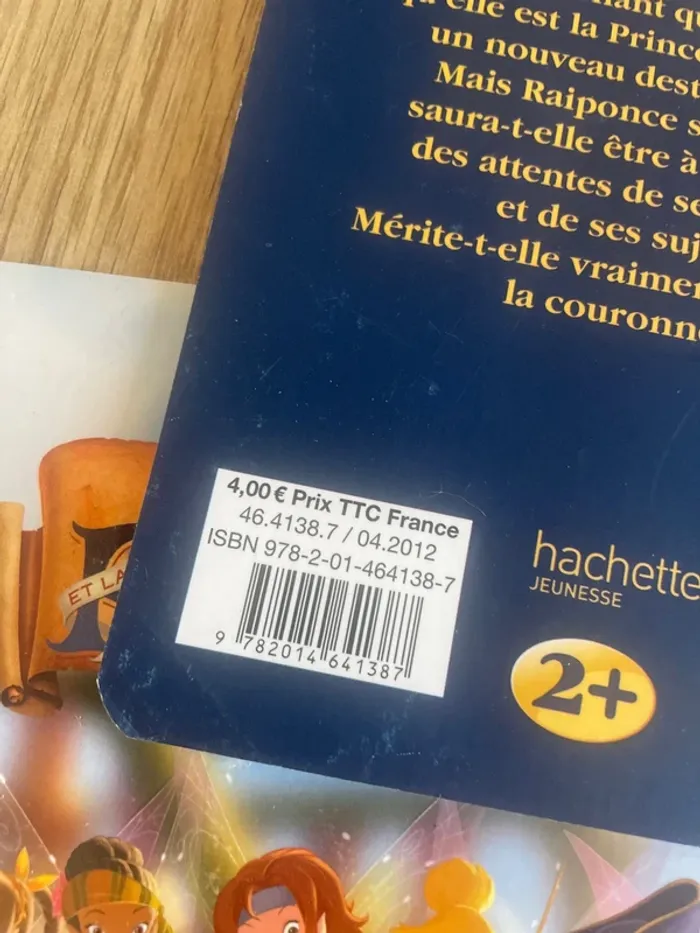 qu'elle est la Princ
un nouveau dest
Mais Raiponce s
saura-t-elle être à
des attentes de se
et de ses suj
Mérite-t-elle vraimen
la couronne
4,00 € Prix TTC France
46.4138.7 / 04.2012
ISBN 978-2-01-464138-7
9 782014 641387
hachette
JEUNESSE
2+
ET LA